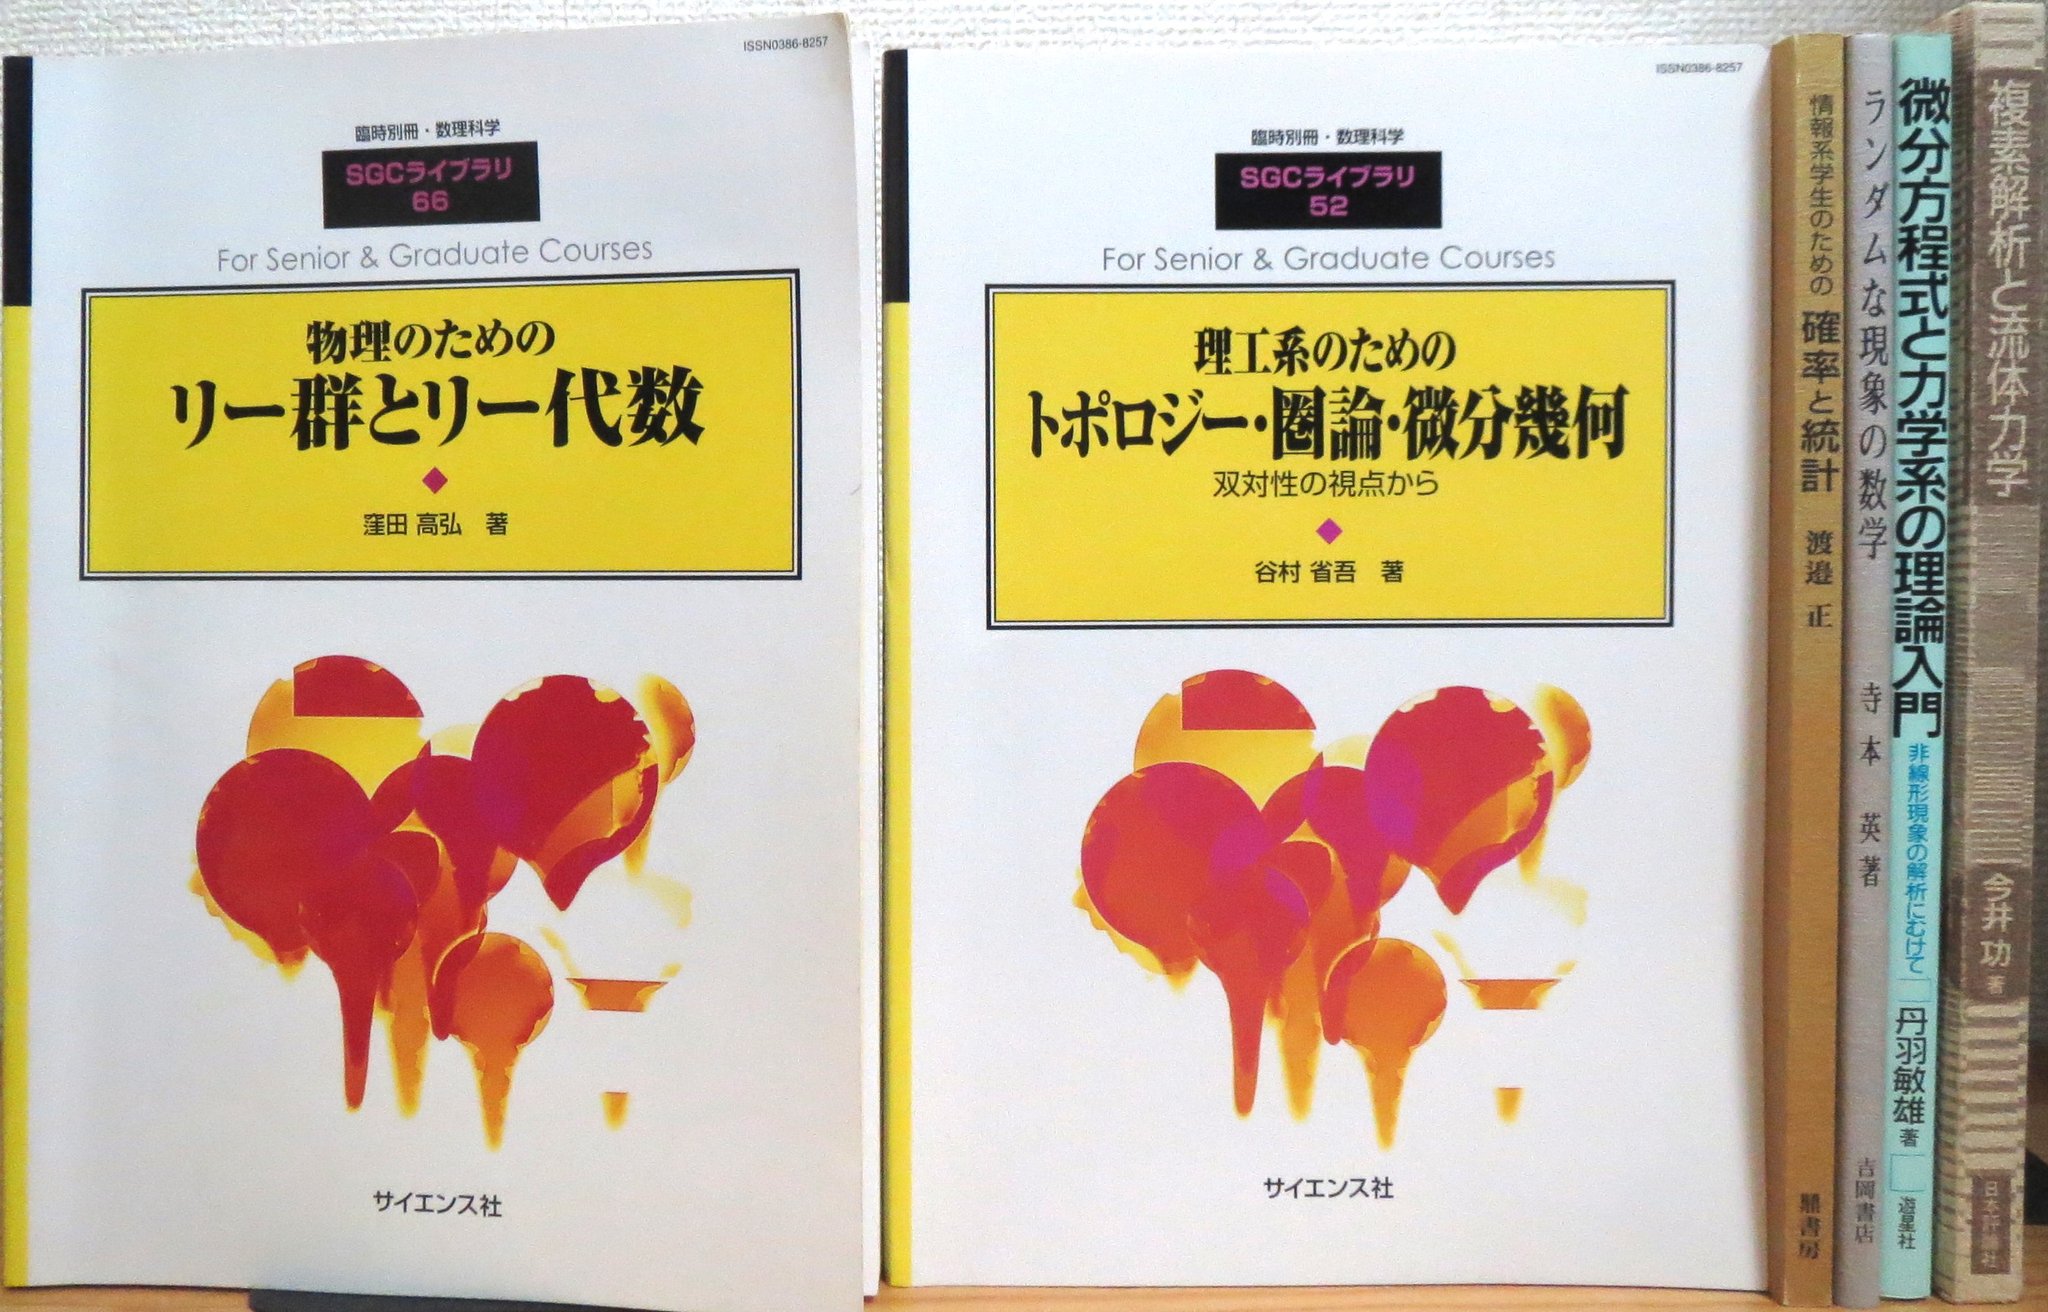 ISSN0386-8257
臨時別冊・数理科学
SGCライブラリ
66
For Senior & Graduate Courses
物理のための
リー群とリー代数
窪田 高弘 著
サイエンス社
ISSN0386-8257
臨時別冊・数理科学
SGCライブラリ
52
For Senior & Graduate Courses
理工系のための
トポロジー・圏論・微分幾何
双対性の視点から
谷村 省吾 著
サイエンス社
情報系学生のための 確率と統計 渡邉 正 鼎書房
ランダムな現象の数学 寺本 英 著 吉岡書店
微分方程式と力学系の理論入門 非線形現象の解析にむけて 丹羽敏雄 著 遊星社
複素解析と流体力学 今井 功 著 日本評論社